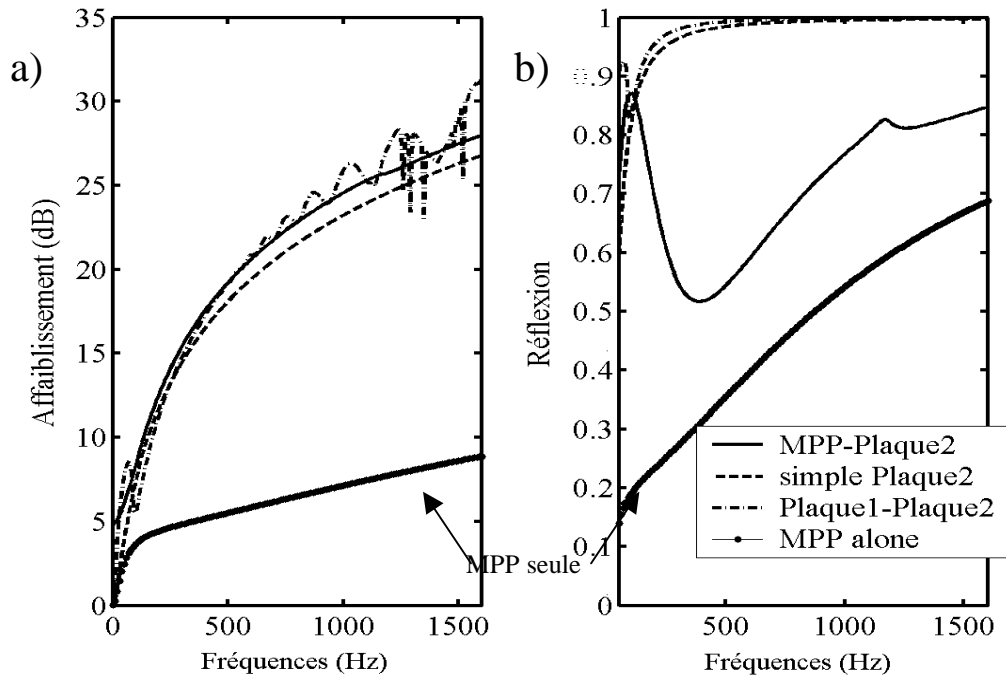 a)
35
30
25
20
15
10
5
0
Affaiblissement (dB)
0
500
1000
1500
Fréquences (Hz)
MPP seule
b)
1
0.9
0.8
0.7
0.6
0.5
0.4
0.3
0.2
0.1
0
Réflexion
500
1000
1500
Fréquences (Hz)
MPP-Plaque2
simple Plaque2
Plaque1-Plaque2
MPP alone